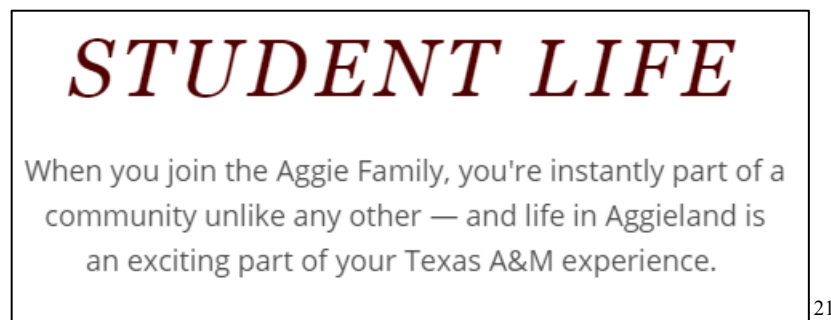 STUDENT LIFE
When you join the Aggie Family, you're instantly part of a
community unlike any other — and life in Aggieland is
an exciting part of your Texas A&M experience.
21